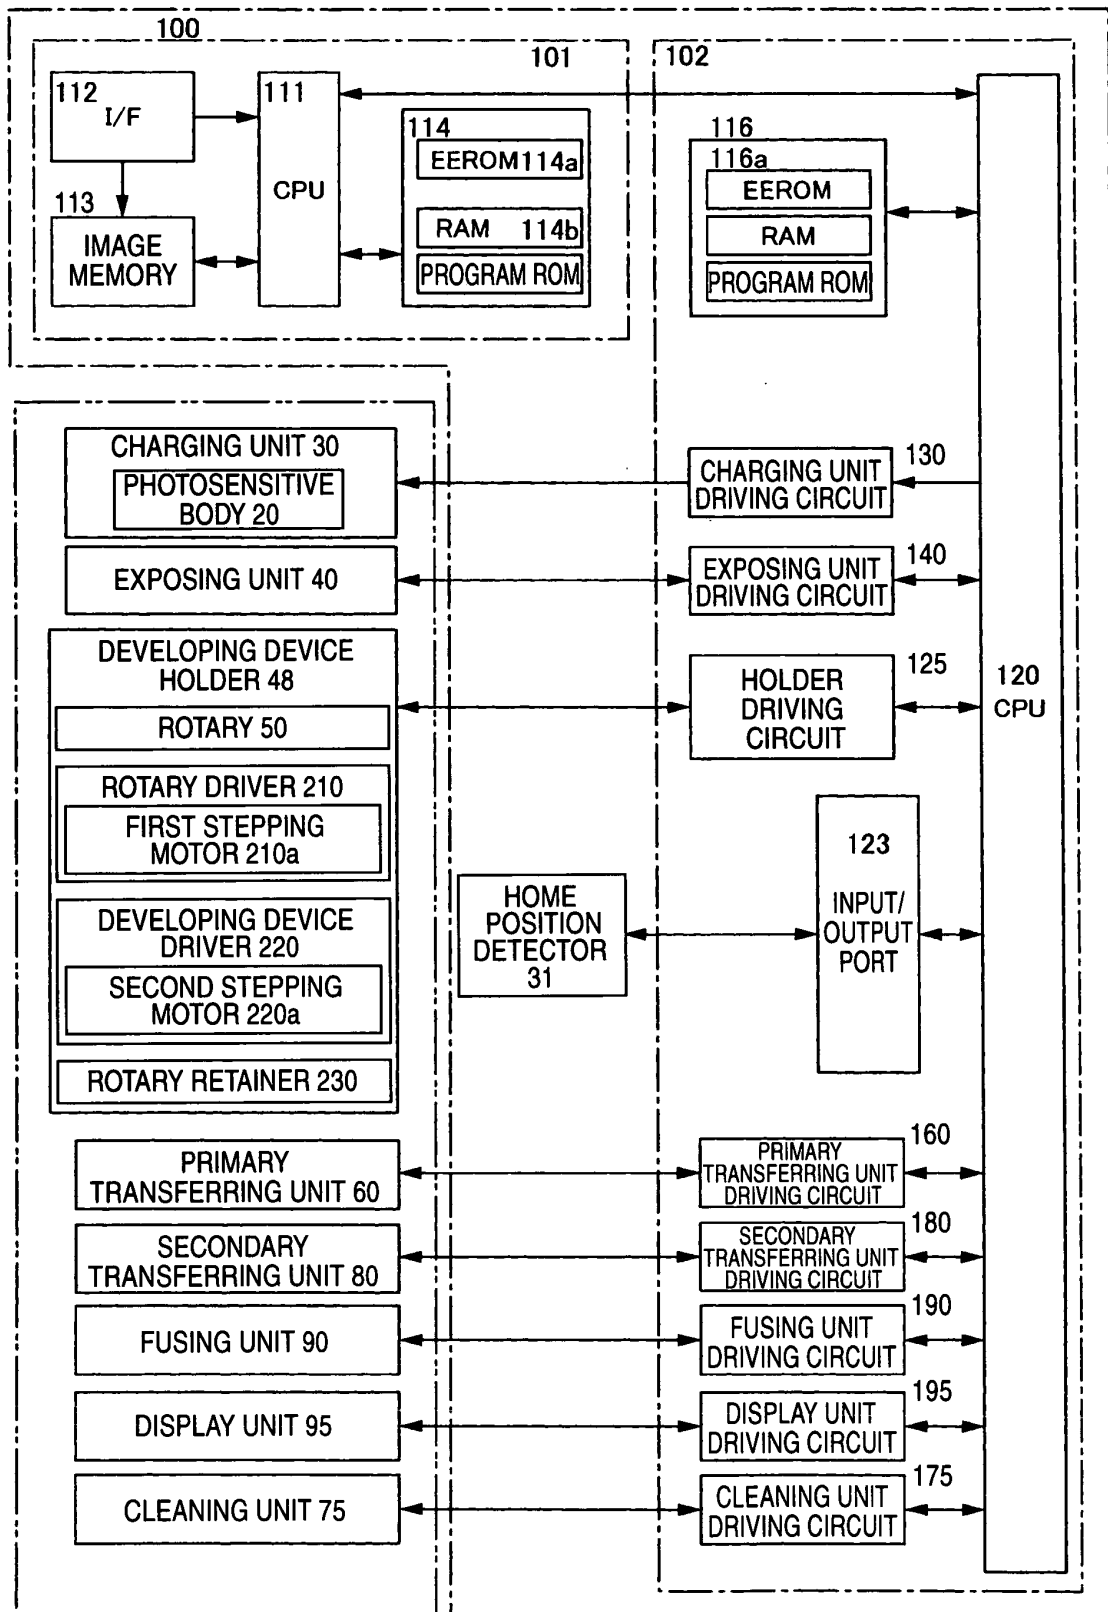 100
101
102
112
I/F
111
CPU
113
IMAGE
MEMORY
114
EEROM114a
RAM 114b
PROGRAM ROM
116
116a
EEROM
RAM
PROGRAM ROM
120
CPU
CHARGING UNIT 30
PHOTOSENSITIVE
BODY 20
CHARGING UNIT
DRIVING CIRCUIT
130
EXPOSING UNIT 40
EXPOSING UNIT
DRIVING CIRCUIT
140
DEVELOPING DEVICE
HOLDER 48
ROTARY 50
ROTARY DRIVER 210
FIRST STEPPING
MOTOR 210a
DEVELOPING DEVICE
DRIVER 220
SECOND STEPPING
MOTOR 220a
ROTARY RETAINER 230
HOLDER
DRIVING
CIRCUIT
125
HOME
POSITION
DETECTOR
31
123
INPUT/
OUTPUT
PORT
PRIMARY
TRANSFERRING UNIT 60
PRIMARY
TRANSFERRING UNIT
DRIVING CIRCUIT
160
SECONDARY
TRANSFERRING UNIT 80
SECONDARY
TRANSFERRING UNIT
DRIVING CIRCUIT
180
FUSING UNIT 90
FUSING UNIT
DRIVING CIRCUIT
190
DISPLAY UNIT 95
DISPLAY UNIT
DRIVING CIRCUIT
195
CLEANING UNIT 75
CLEANING UNIT
DRIVING CIRCUIT
175